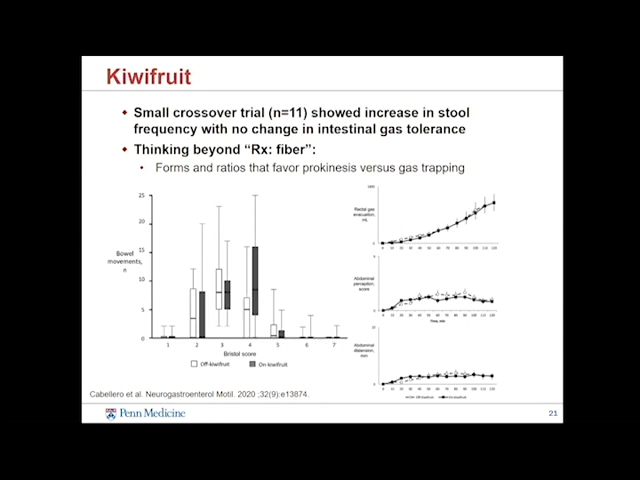 Kiwifruit
Small crossover trial (n=11) showed increase in stool
frequency with no change in intestinal gas tolerance
Thinking beyond “Rx: fiber”:
Forms and ratios that favor prokinesis versus gas trapping
Bowel
movements,
n
25
20
15
10
5
0
1 2 3 4 5 6 7
Bristol score
Off-kiwifruit
On kiwifruit
Rectal gas
evacuation,
mL
Abdominal
perception,
score
Time, min
Abdominal
distension,
mm
Cabellero et al. Neurogastroenterol Motil. 2020 ;32(9):e13874.
Penn Medicine
21